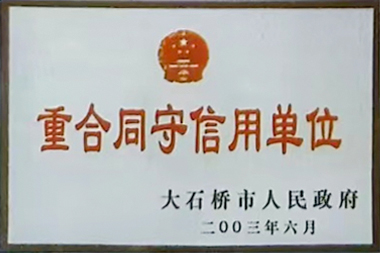 重合同守信用单位
大石桥市人民政府
二00三年六月